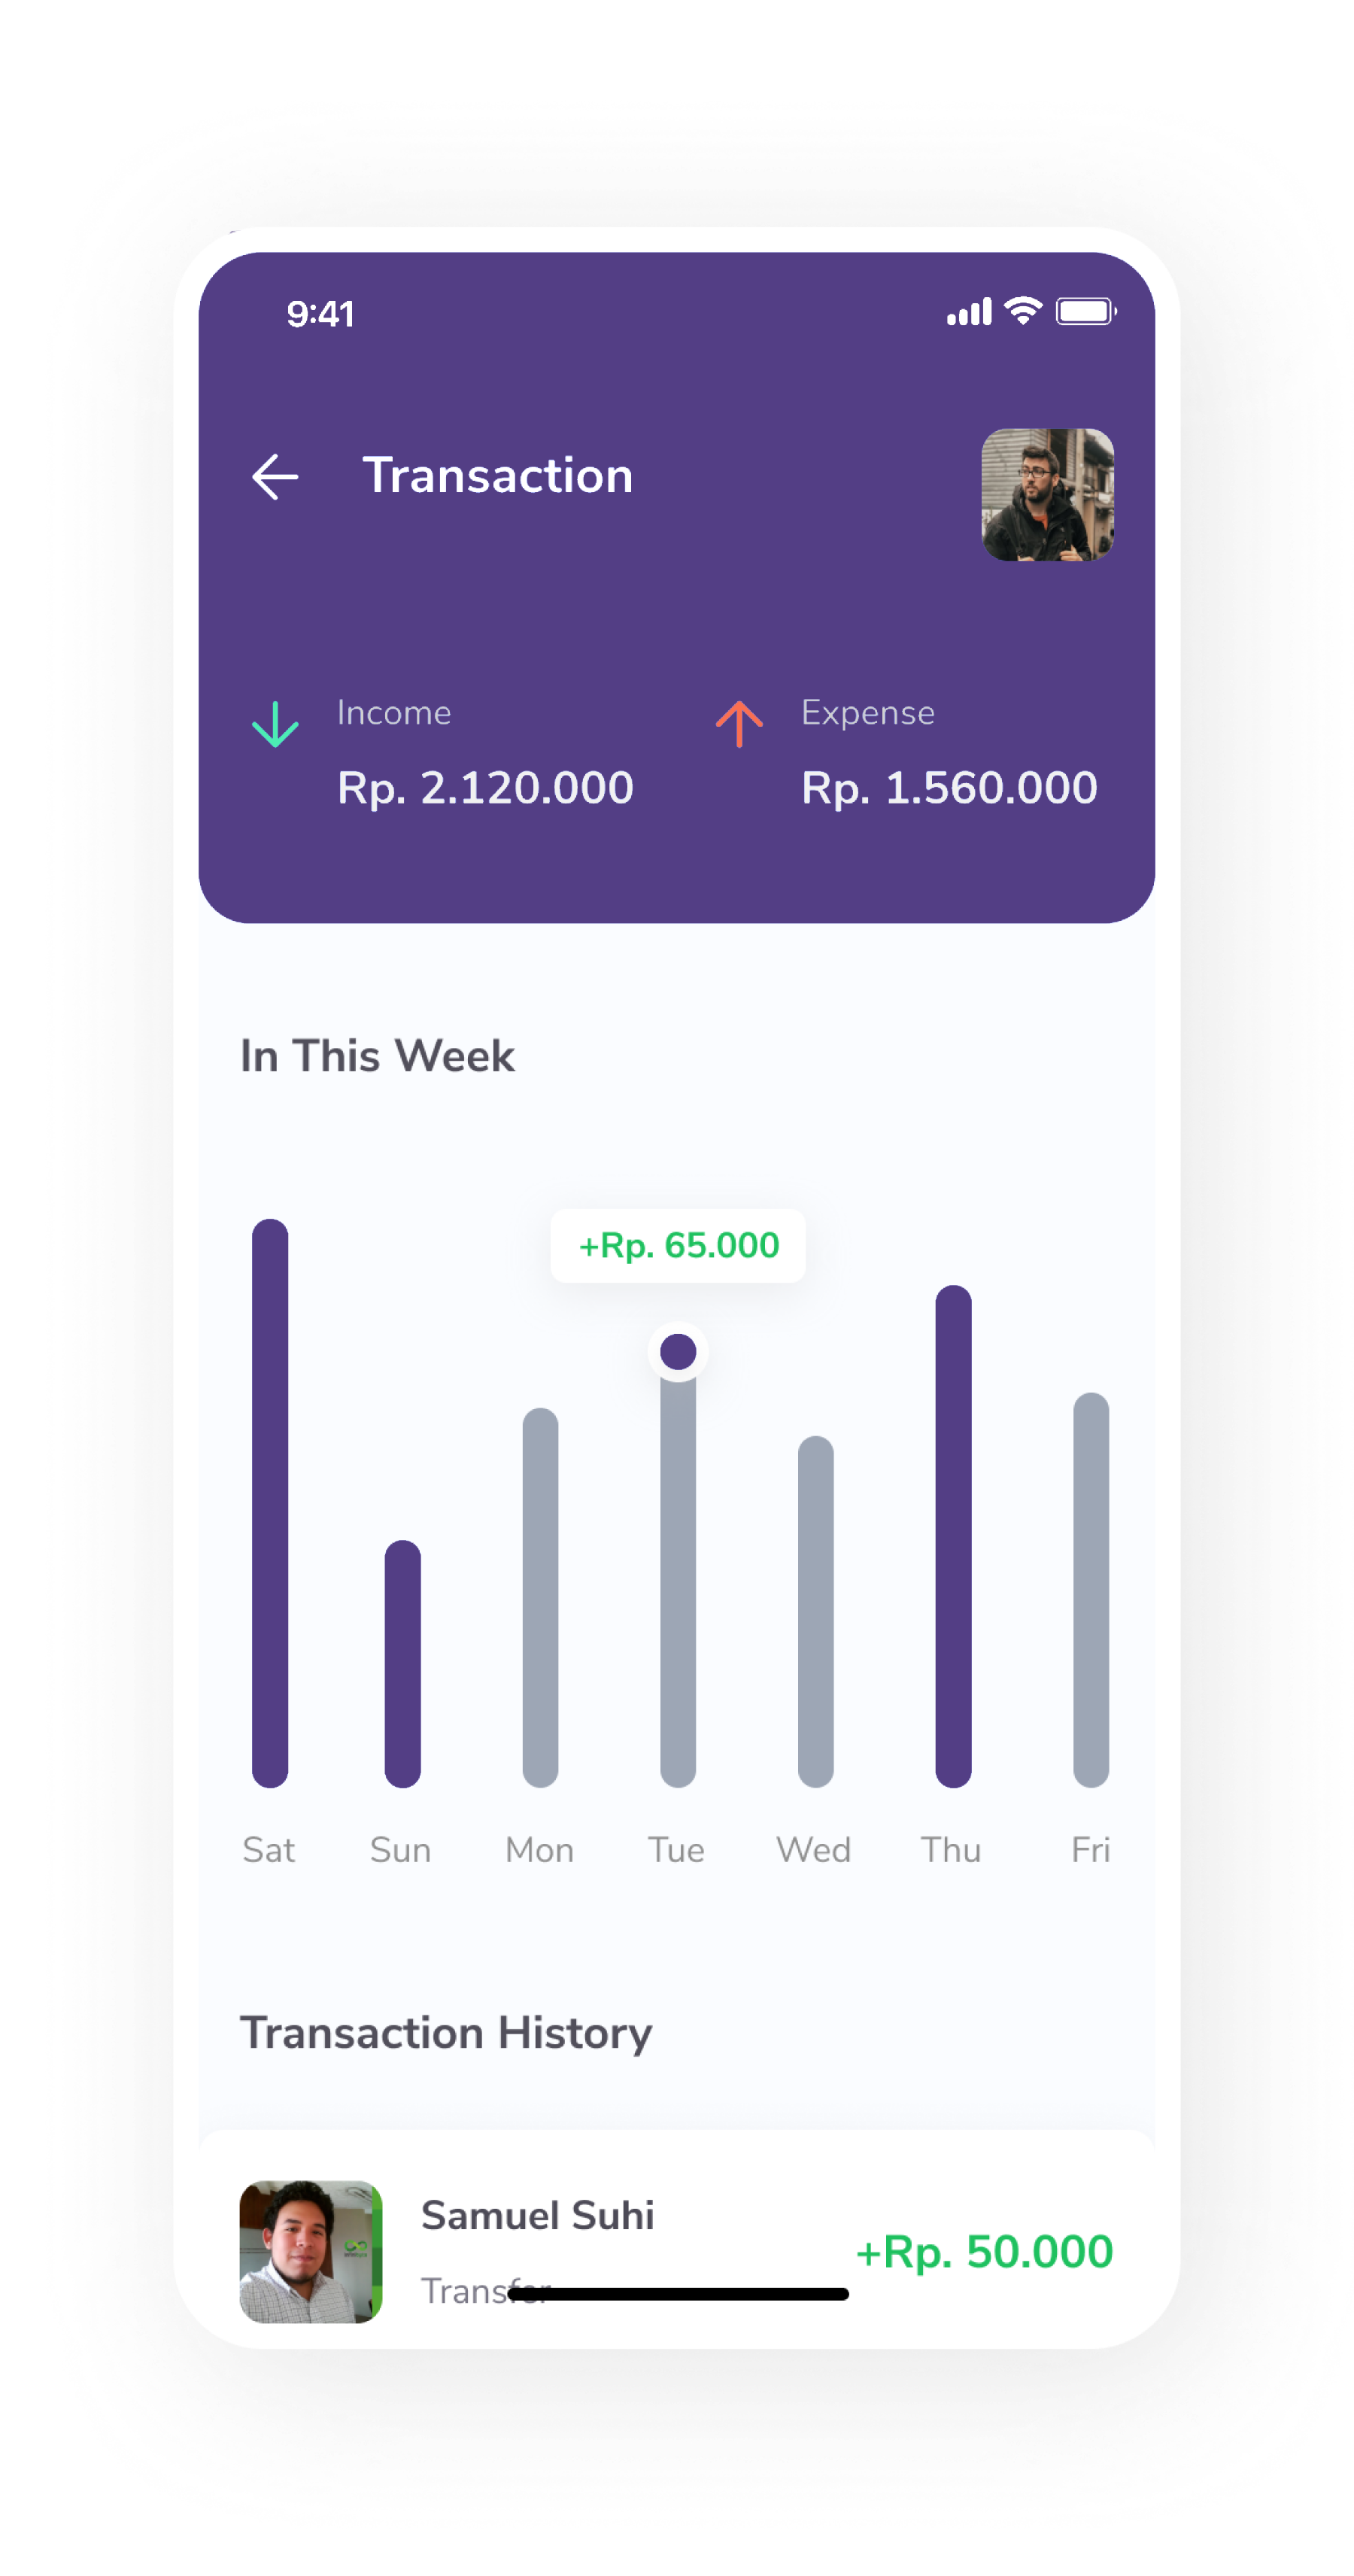 9:41
Transaction
Income
Expense
Rp. 2.120.000
Rp. 1.560.000
In This Week
+Rp. 65.000
Sat Sun Mon Tue Wed Thu Fri
Transaction History
Samuel Suhi
+Rp. 50.000
Transfer